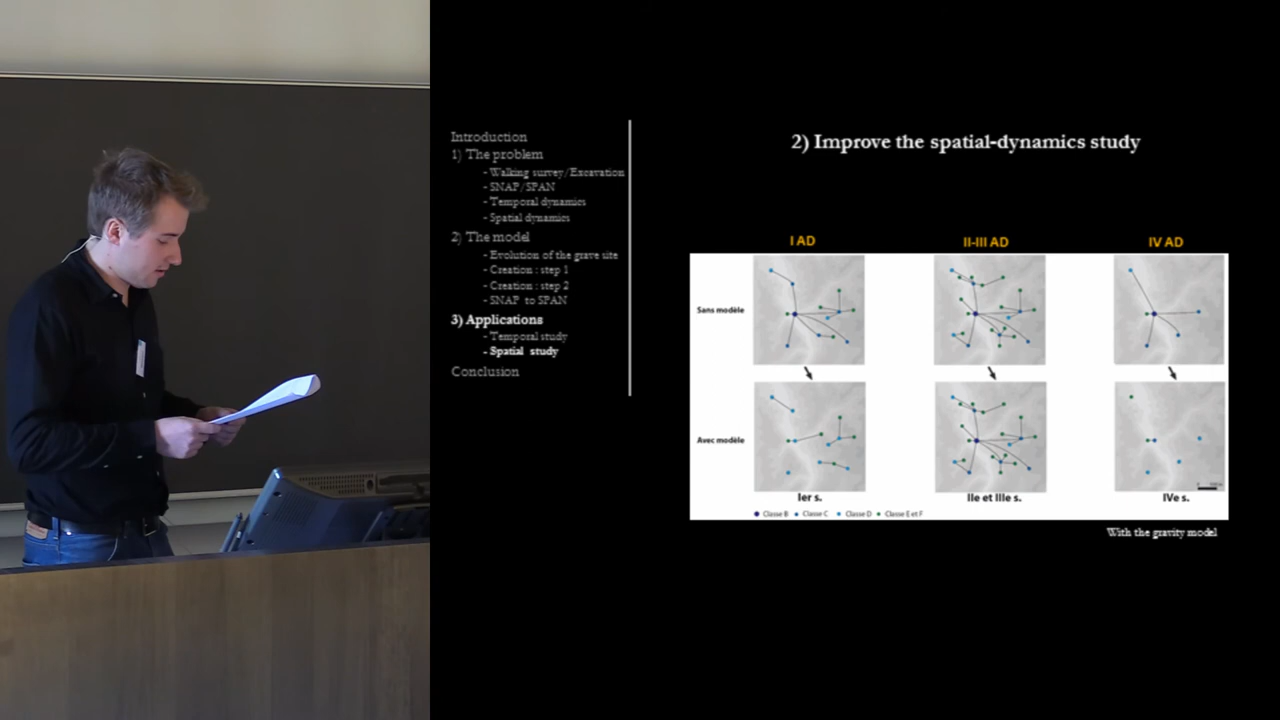 Introduction
1) The problem
- Walking survey/Excavation
- SNAP/SPAN
- Temporal dynamics
- Spatial dynamics
2) The model
- Evolution of the grave site
- Creation : step 1
- Creation : step 2
- SNAP to SPAN
3) Applications
- Temporal study
- Spatial study
Conclusion
2) Improve the spatial-dynamics study
I AD
II-III AD
IV AD
Sans modèle
Avec modèle
Ier s.
IIe et IIIe s.
IVe s.
Classe B
Classe C
Classe D
Classe E et F
With the gravity model